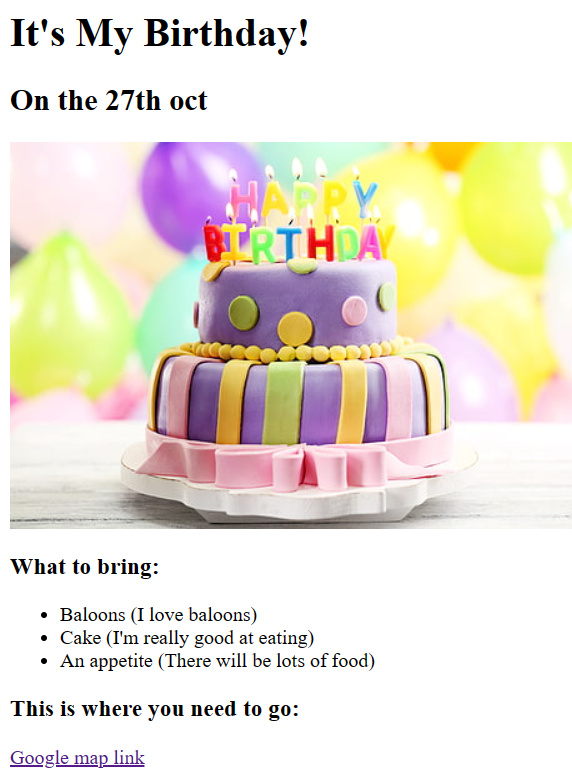 It's My Birthday!
On the 27th oct
HAPPY
BIRTHDAY
What to bring:
Baloons (I love baloons)
Cake (I'm really good at eating)
An appetite (There will be lots of food)
This is where you need to go:
Google map link